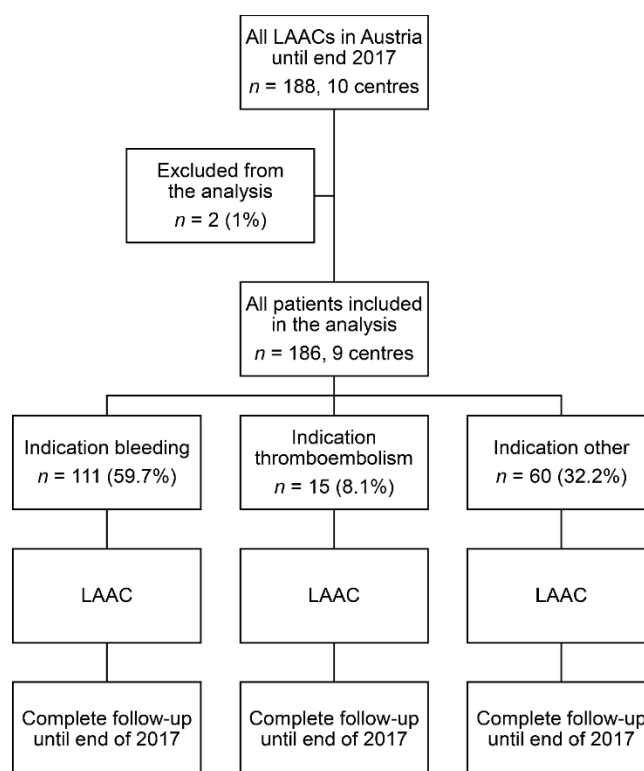 All LAACs in Austria
until end 2017
n = 188, 10 centres
Excluded from
the analysis
n = 2 (1%)
All patients included
in the analysis
n = 186, 9 centres
Indication bleeding
n = 111 (59.7%)
Indication
thromboembolism
n = 15 (8.1%)
Indication other
n = 60 (32.2%)
LAAC
LAAC
LAAC
Complete follow-up
until end of 2017
Complete follow-up
until end of 2017
Complete follow-up
until end of 2017